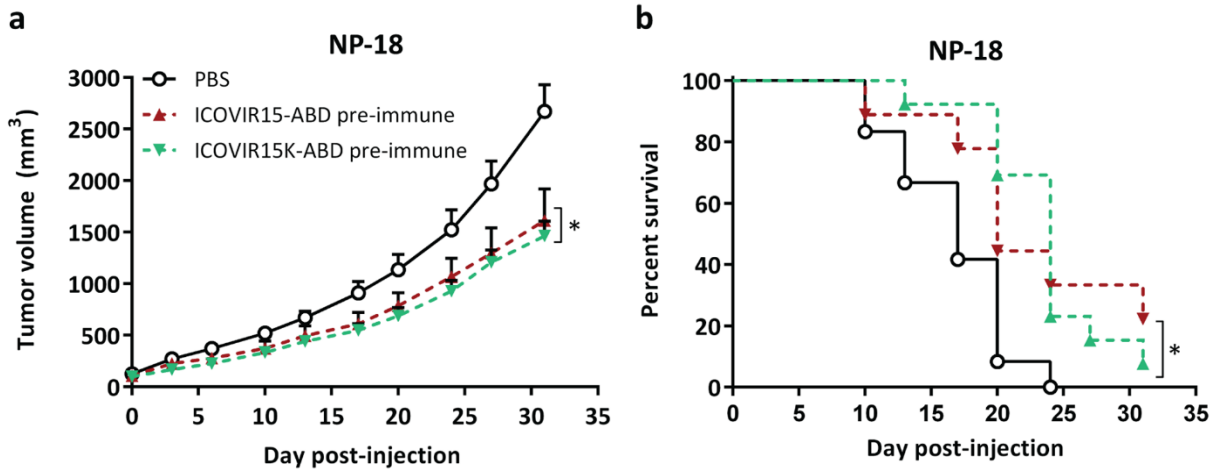 a
NP-18
Tumor volume (mm³)
3000
2500
2000
1500
1000
500
0
PBS
ICOVIR15-ABD pre-immune
ICOVIR15K-ABD pre-immune
*
0 5 10 15 20 25 30 35
Day post-injection
b
NP-18
Percent survival
100
80
60
40
20
0
*
0 5 10 15 20 25 30 35
Day post-injection